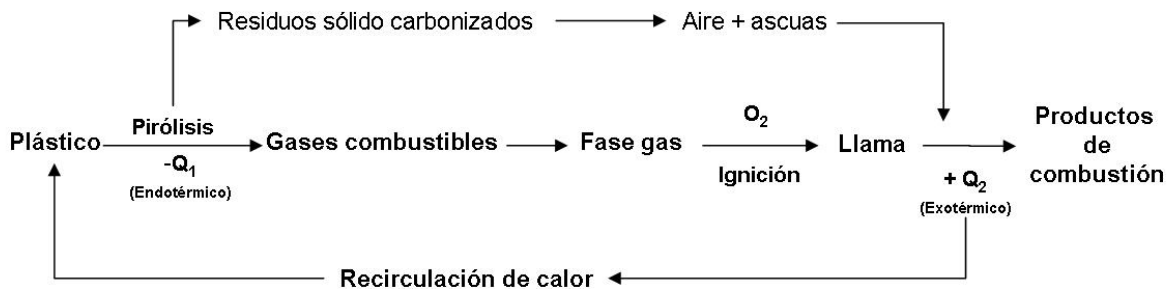 Residuos sólido carbonizados
Aire + ascuas
Plástico
Pirólisis
-Q1
(Endotérmico)
Gases combustibles
Fase gas
O2
Ignición
Llama
+ Q2
(Exotérmico)
Productos
de
combustión
Recirculación de calor